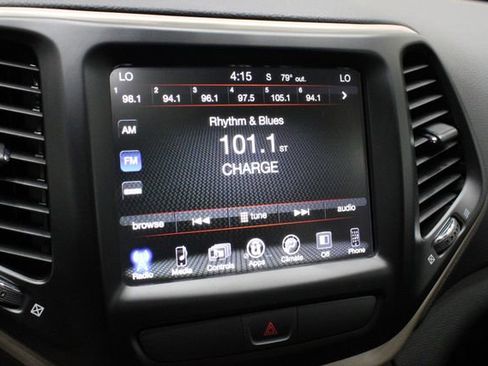 LO 4:15 S 79° out. LO
1 2 3 4 5 6
98.1 94.1 96.1 97.5 105.1 94.1
AM
Rhythm & Blues
FM
101.1 ST
CHARGE
browse tune audio
Radio Media Controls Apps Climate Off Phone